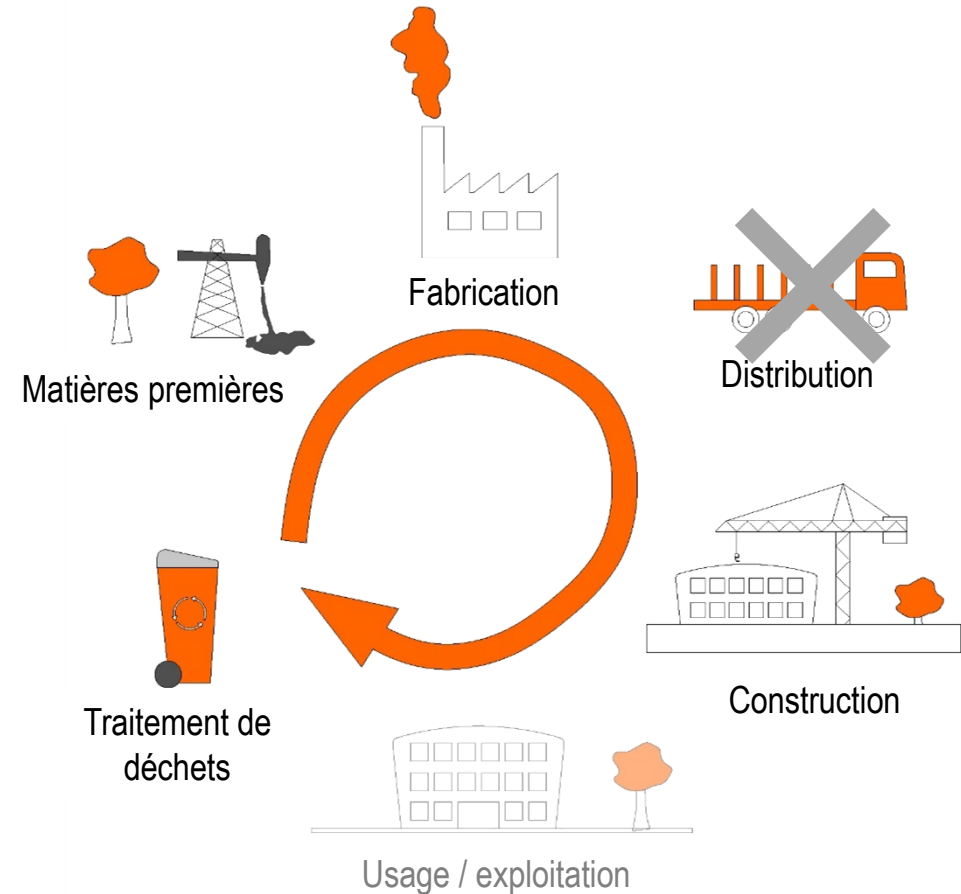 Fabrication
Matières premières
Distribution
Construction
Traitement de
déchets
Usage / exploitation